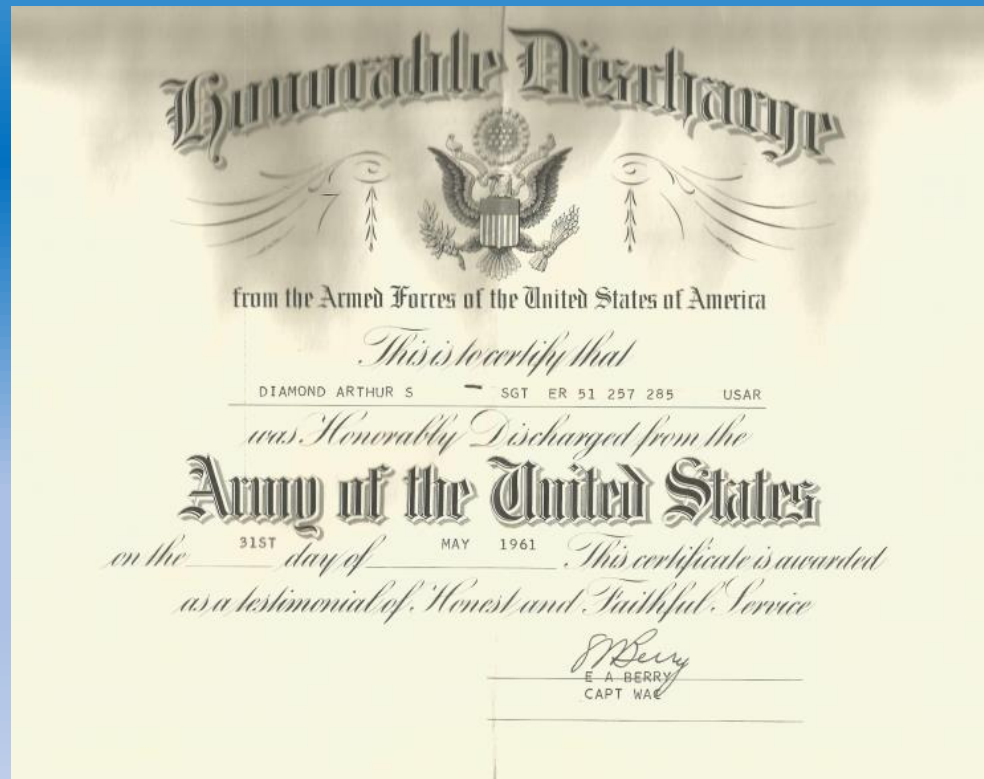 Honorable Discharge
from the Armed Forces of the United States of America
This is to certify that
DIAMOND ARTHUR S - SGT ER 51 257 285 USAR
was Honorably Discharged from the
Army of the United States
on the 31ST day of MAY 1961 This certificate is awarded
as a testimonial of Honest and Faithful Service
E A Berry
E A BERRY
CAPT WAC